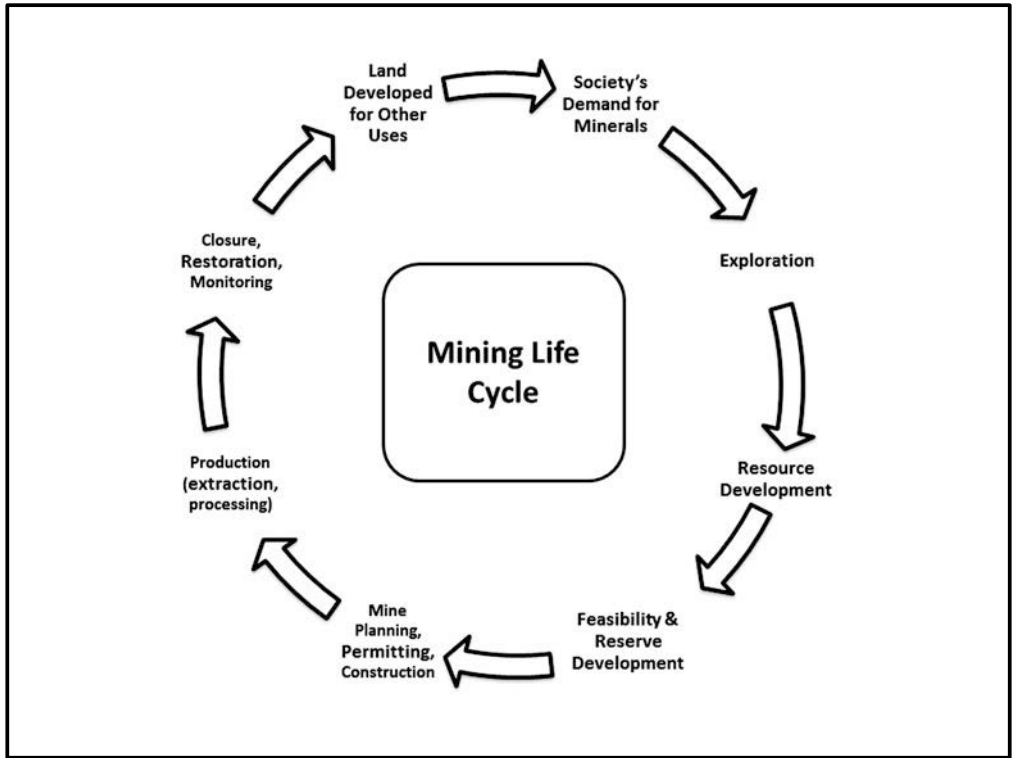 Land
Developed
for Other
Uses
Society's
Demand for
Minerals
Exploration
Resource
Development
Feasibility &
Reserve
Development
Mine
Planning,
Permitting,
Construction
Production
(extraction,
processing)
Closure,
Restoration,
Monitoring
Mining Life
Cycle